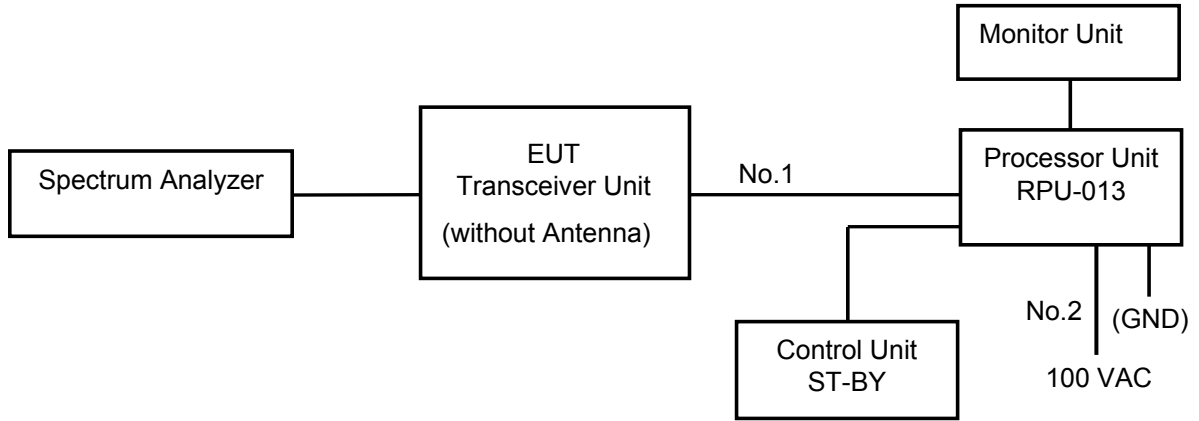 Monitor Unit
Spectrum Analyzer
EUT
Transceiver Unit
(without Antenna)
No.1
Processor Unit
RPU-013
Control Unit
ST-BY
No.2
(GND)
100 VAC